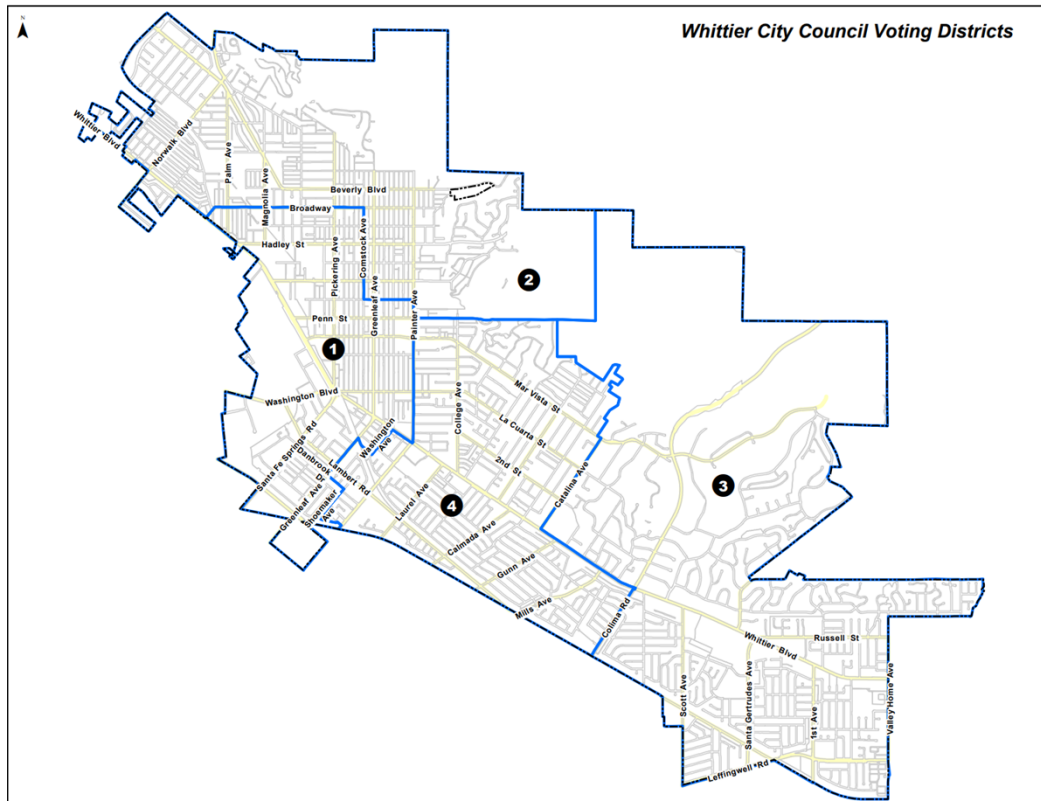 N
Whittier City Council Voting Districts
Whittier Blvd
Norwalk Blvd
Palm Ave
Magnolia Ave
Beverly Blvd
Broadway
Hadley St
Pickering Ave
Comstock Ave
Greenleaf Ave
Painter Ave
2
Penn St
1
Washington Blvd
Mar Vista St
College Ave
La Cuarta St
2nd St
Catalina Ave
3
Santa Fe Springs Rd
Danbrook
Dr
Washington
Ave
Lambert Rd
Greenleaf Ave
Shoemaker
Ave
Laurel Ave
4
Calmada Ave
Gunn Ave
Mills Ave
Colima Rd
Whittier Blvd
Russell St
Scott Ave
Santa Gertrudes Ave
1st Ave
Valley Home Ave
Leffingwell Rd